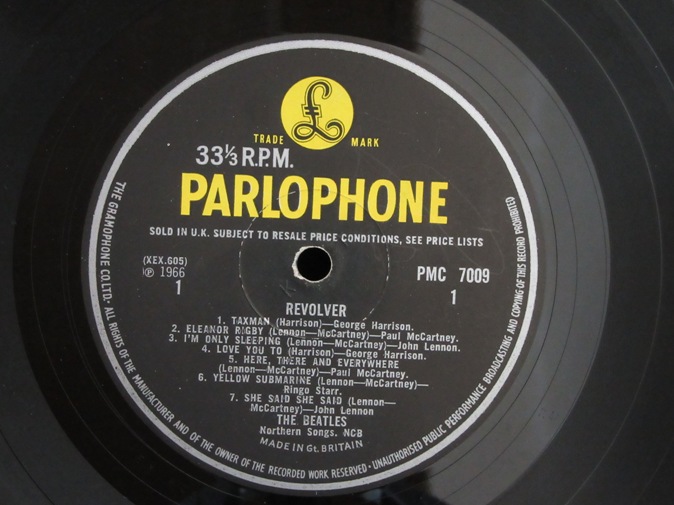 TRADE MARK
33⅓ R.P.M.
PARLOPHONE
SOLD IN U.K. SUBJECT TO RESALE PRICE CONDITIONS, SEE PRICE LISTS
(XEX.605)
℗ 1966
1
PMC 7009
1
REVOLVER
1. TAXMAN (Harrison)—George Harrison.
2. ELEANOR RIGBY (Lennon—McCartney)—Paul McCartney.
3. I'M ONLY SLEEPING (Lennon—McCartney)—John Lennon.
4. LOVE YOU TO (Harrison)—George Harrison.
5. HERE, THERE AND EVERYWHERE
(Lennon—McCartney)—Paul McCartney.
6. YELLOW SUBMARINE (Lennon—McCartney)—
Ringo Starr.
7. SHE SAID SHE SAID (Lennon—
McCartney)—John Lennon
THE BEATLES
Northern Songs. NCB
MADE IN Gt. BRITAIN
THE GRAMOPHONE CO. LTD. · ALL RIGHTS OF THE MANUFACTURER AND OF THE OWNER OF THE RECORDED WORK RESERVED · UNAUTHORISED PUBLIC PERFORMANCE BROADCASTING AND COPYING OF THIS RECORD PROHIBITED